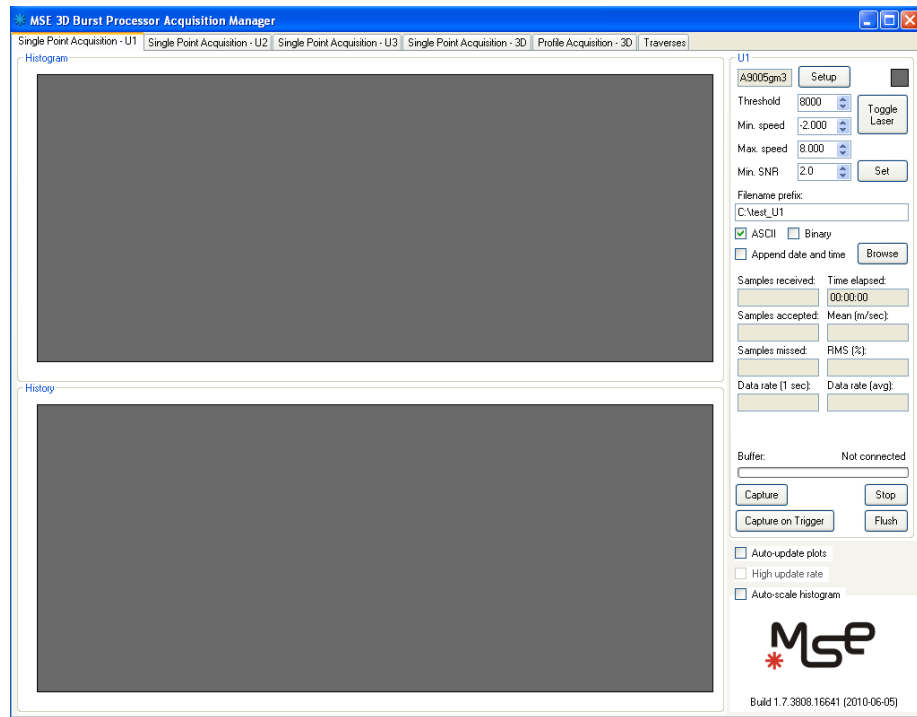 MSE 3D Burst Processor Acquisition Manager
Single Point Acquisition - U1 Single Point Acquisition - U2 Single Point Acquisition - U3 Single Point Acquisition - 3D Profile Acquisition - 3D Traverses
Histogram
History
U1
A9005gm3 Setup
Threshold 8000
Toggle
Laser
Min. speed -2.000
Max. speed 8.000
Min. SNR 2.0 Set
Filename prefix:
C:\test_U1
ASCII Binary
Append date and time Browse
Samples received: Time elapsed:
00:00:00
Samples accepted: Mean (m/sec):
Samples missed: RMS (%):
Data rate (1 sec): Data rate (avg):
Buffer: Not connected
Capture Stop
Capture on Trigger Flush
Auto-update plots
High update rate
Auto-scale histogram
Mse
Build 1.7.3808.16641 (2010-06-05)